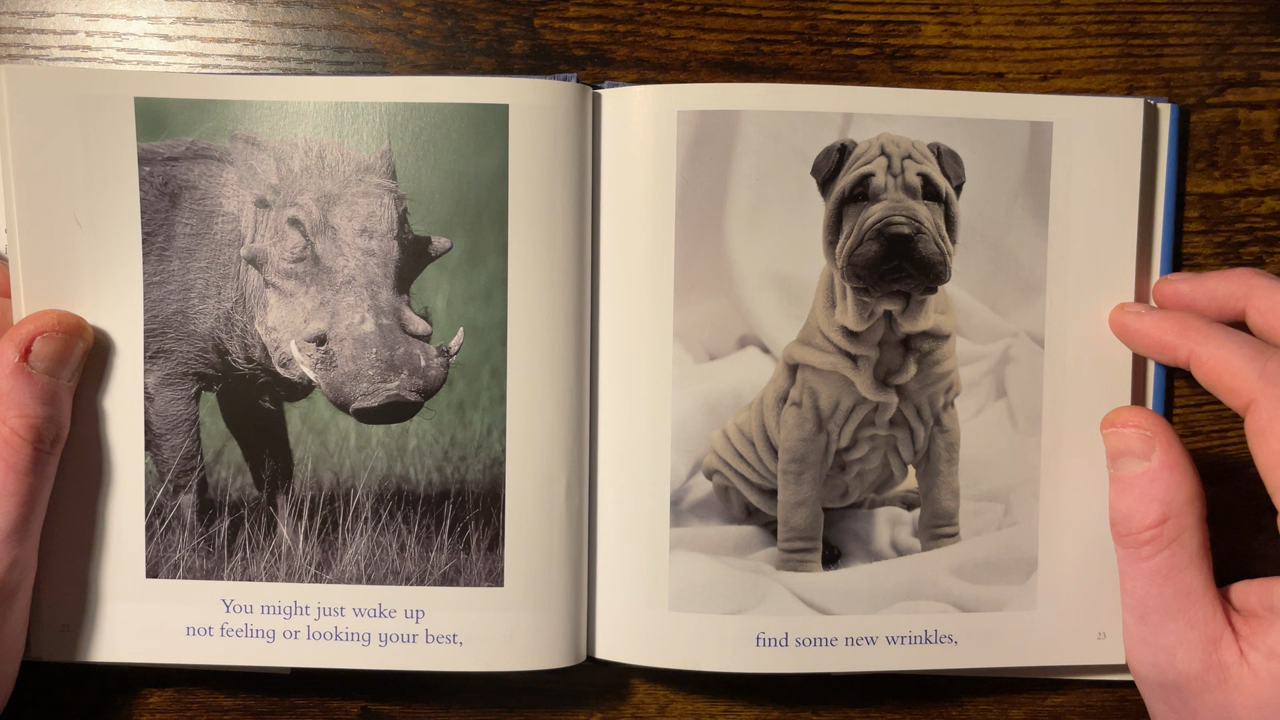 You might just wake up
not feeling or looking your best,
find some new wrinkles,
23